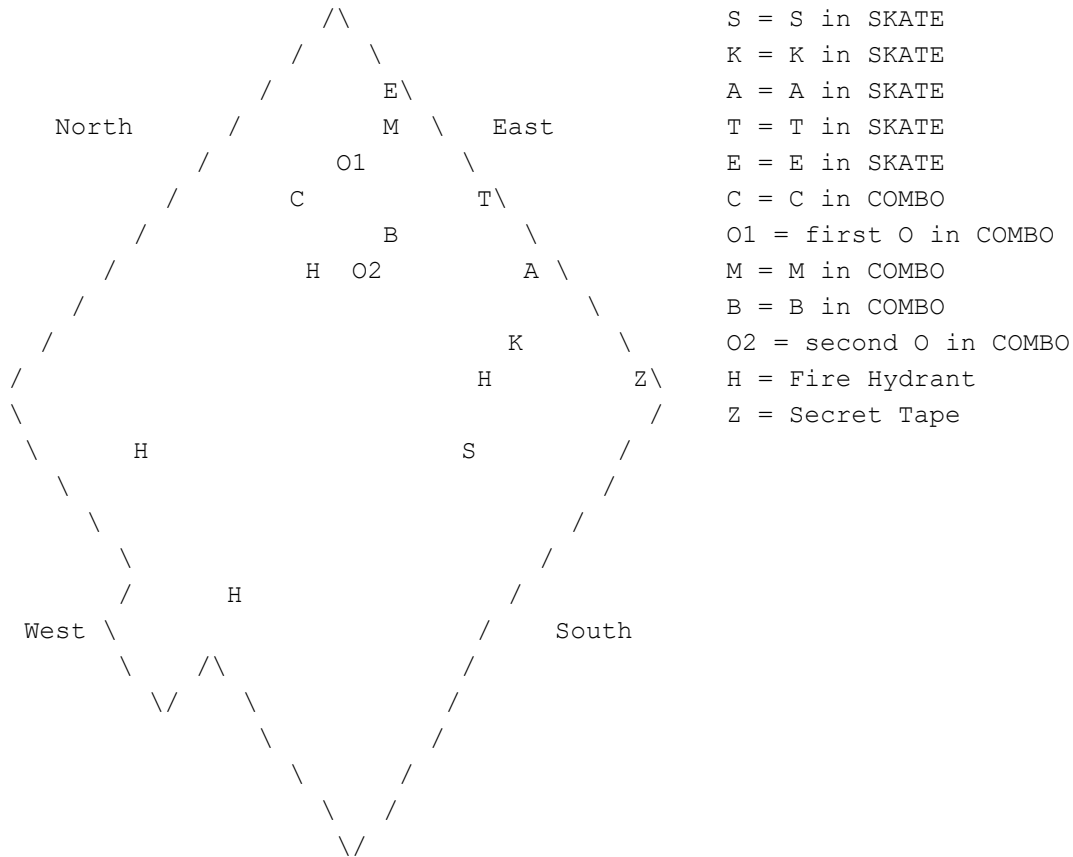 S = S in SKATE
K = K in SKATE
E A = A in SKATE
North M East T = T in SKATE
O1 E = E in SKATE
C T C = C in COMBO
B O1 = first O in COMBO
H O2 A M = M in COMBO
B = B in COMBO
K O2 = second O in COMBO
H Z H = Fire Hydrant
Z = Secret Tape
H S
H
West South